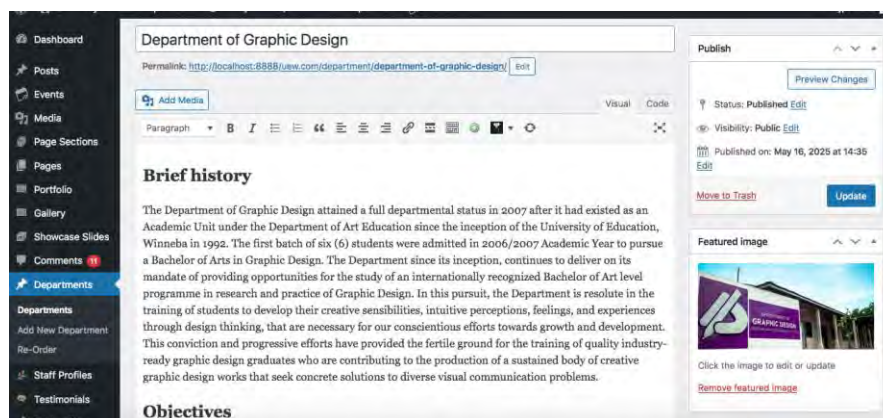 Dashboard
Posts
Events
Media
Page Sections
Pages
Portfolio
Gallery
Showcase Slides
Comments 11
Departments
Departments
Add New Department
Re-Order
Staff Profiles
Testimonials
Department of Graphic Design
Permalink: http://localhost:8888/uew.com/department/department-of-graphic-design/ Edit
Add Media
Visual Code
Paragraph B I
Brief history
The Department of Graphic Design attained a full departmental status in 2007 after it had existed as an
Academic Unit under the Department of Art Education since the inception of the University of Education,
Winneba in 1992. The first batch of six (6) students were admitted in 2006/2007 Academic Year to pursue
a Bachelor of Arts in Graphic Design. The Department since its inception, continues to deliver on its
mandate of providing opportunities for the study of an internationally recognized Bachelor of Art level
programme in research and practice of Graphic Design. In this pursuit, the Department is resolute in the
training of students to develop their creative sensibilities, intuitive perceptions, feelings, and experiences
through design thinking, that are necessary for our conscientious efforts towards growth and development.
This conviction and progressive efforts have provided the fertile ground for the training of quality industry-
ready graphic design graduates who are contributing to the production of a sustained body of creative
graphic design works that seek concrete solutions to diverse visual communication problems.
Objectives
Publish
Preview Changes
Status: Published Edit
Visibility: Public Edit
Published on: May 16, 2025 at 14:35
Edit
Move to Trash Update
Featured image
GRAPHIC DESIGN
Click the image to edit or update
Remove featured image